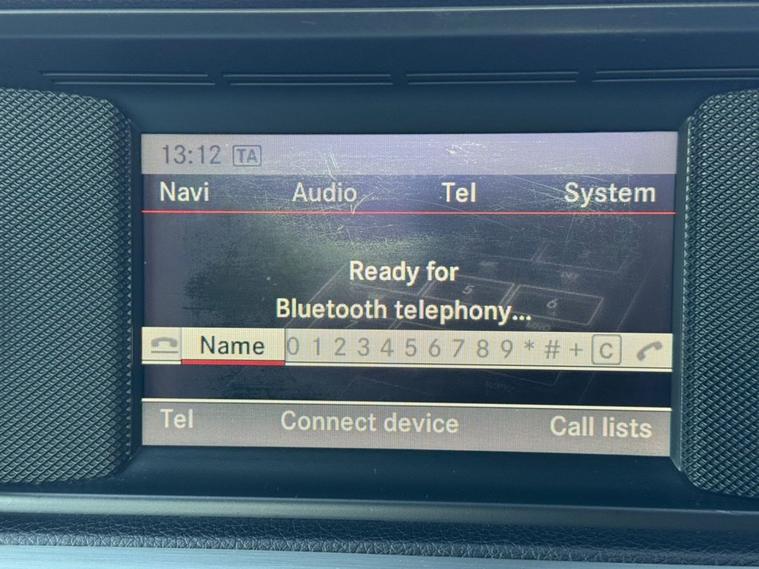 13:12 TA
Navi Audio Tel System
Ready for
Bluetooth telephony...
Name 0 1 2 3 4 5 6 7 8 9 * # + C
Tel Connect device Call lists